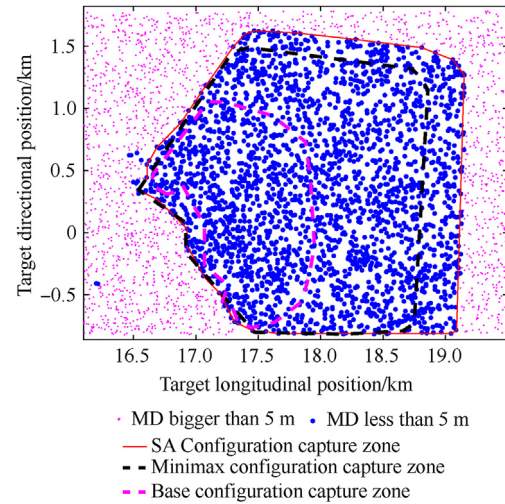 1.5
1.0
0.5
0
−0.5
Target directional position/km
16.5 17.0 17.5 18.0 18.5 19.0
Target longitudinal position/km
MD bigger than 5 m MD less than 5 m
SA Configuration capture zone
Minimax configuration capture zone
Base configuration capture zone